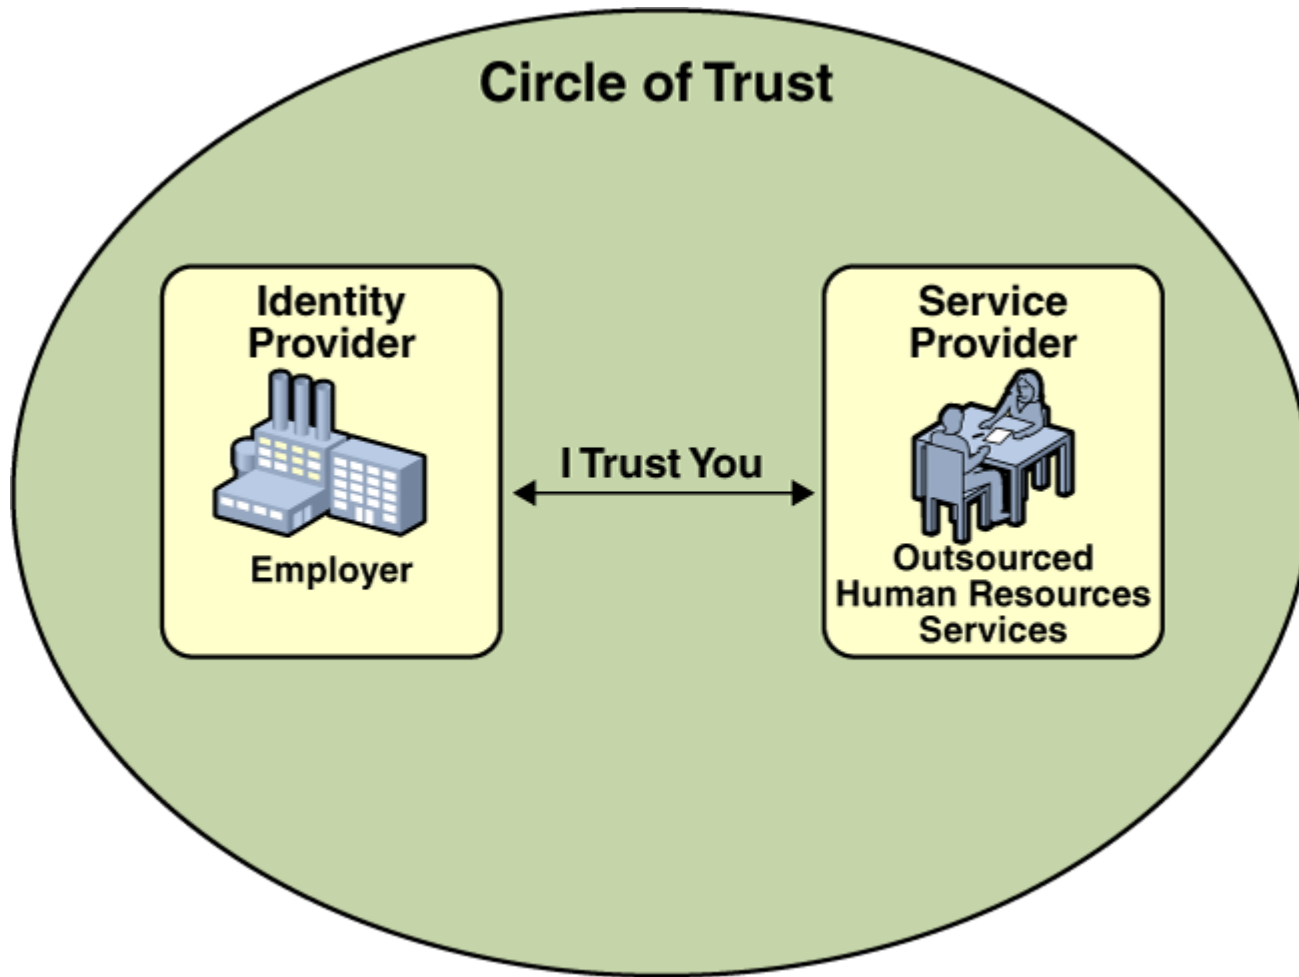 Circle of Trust
Identity
Provider
Employer
I Trust You
Service
Provider
Outsourced
Human Resources
Services